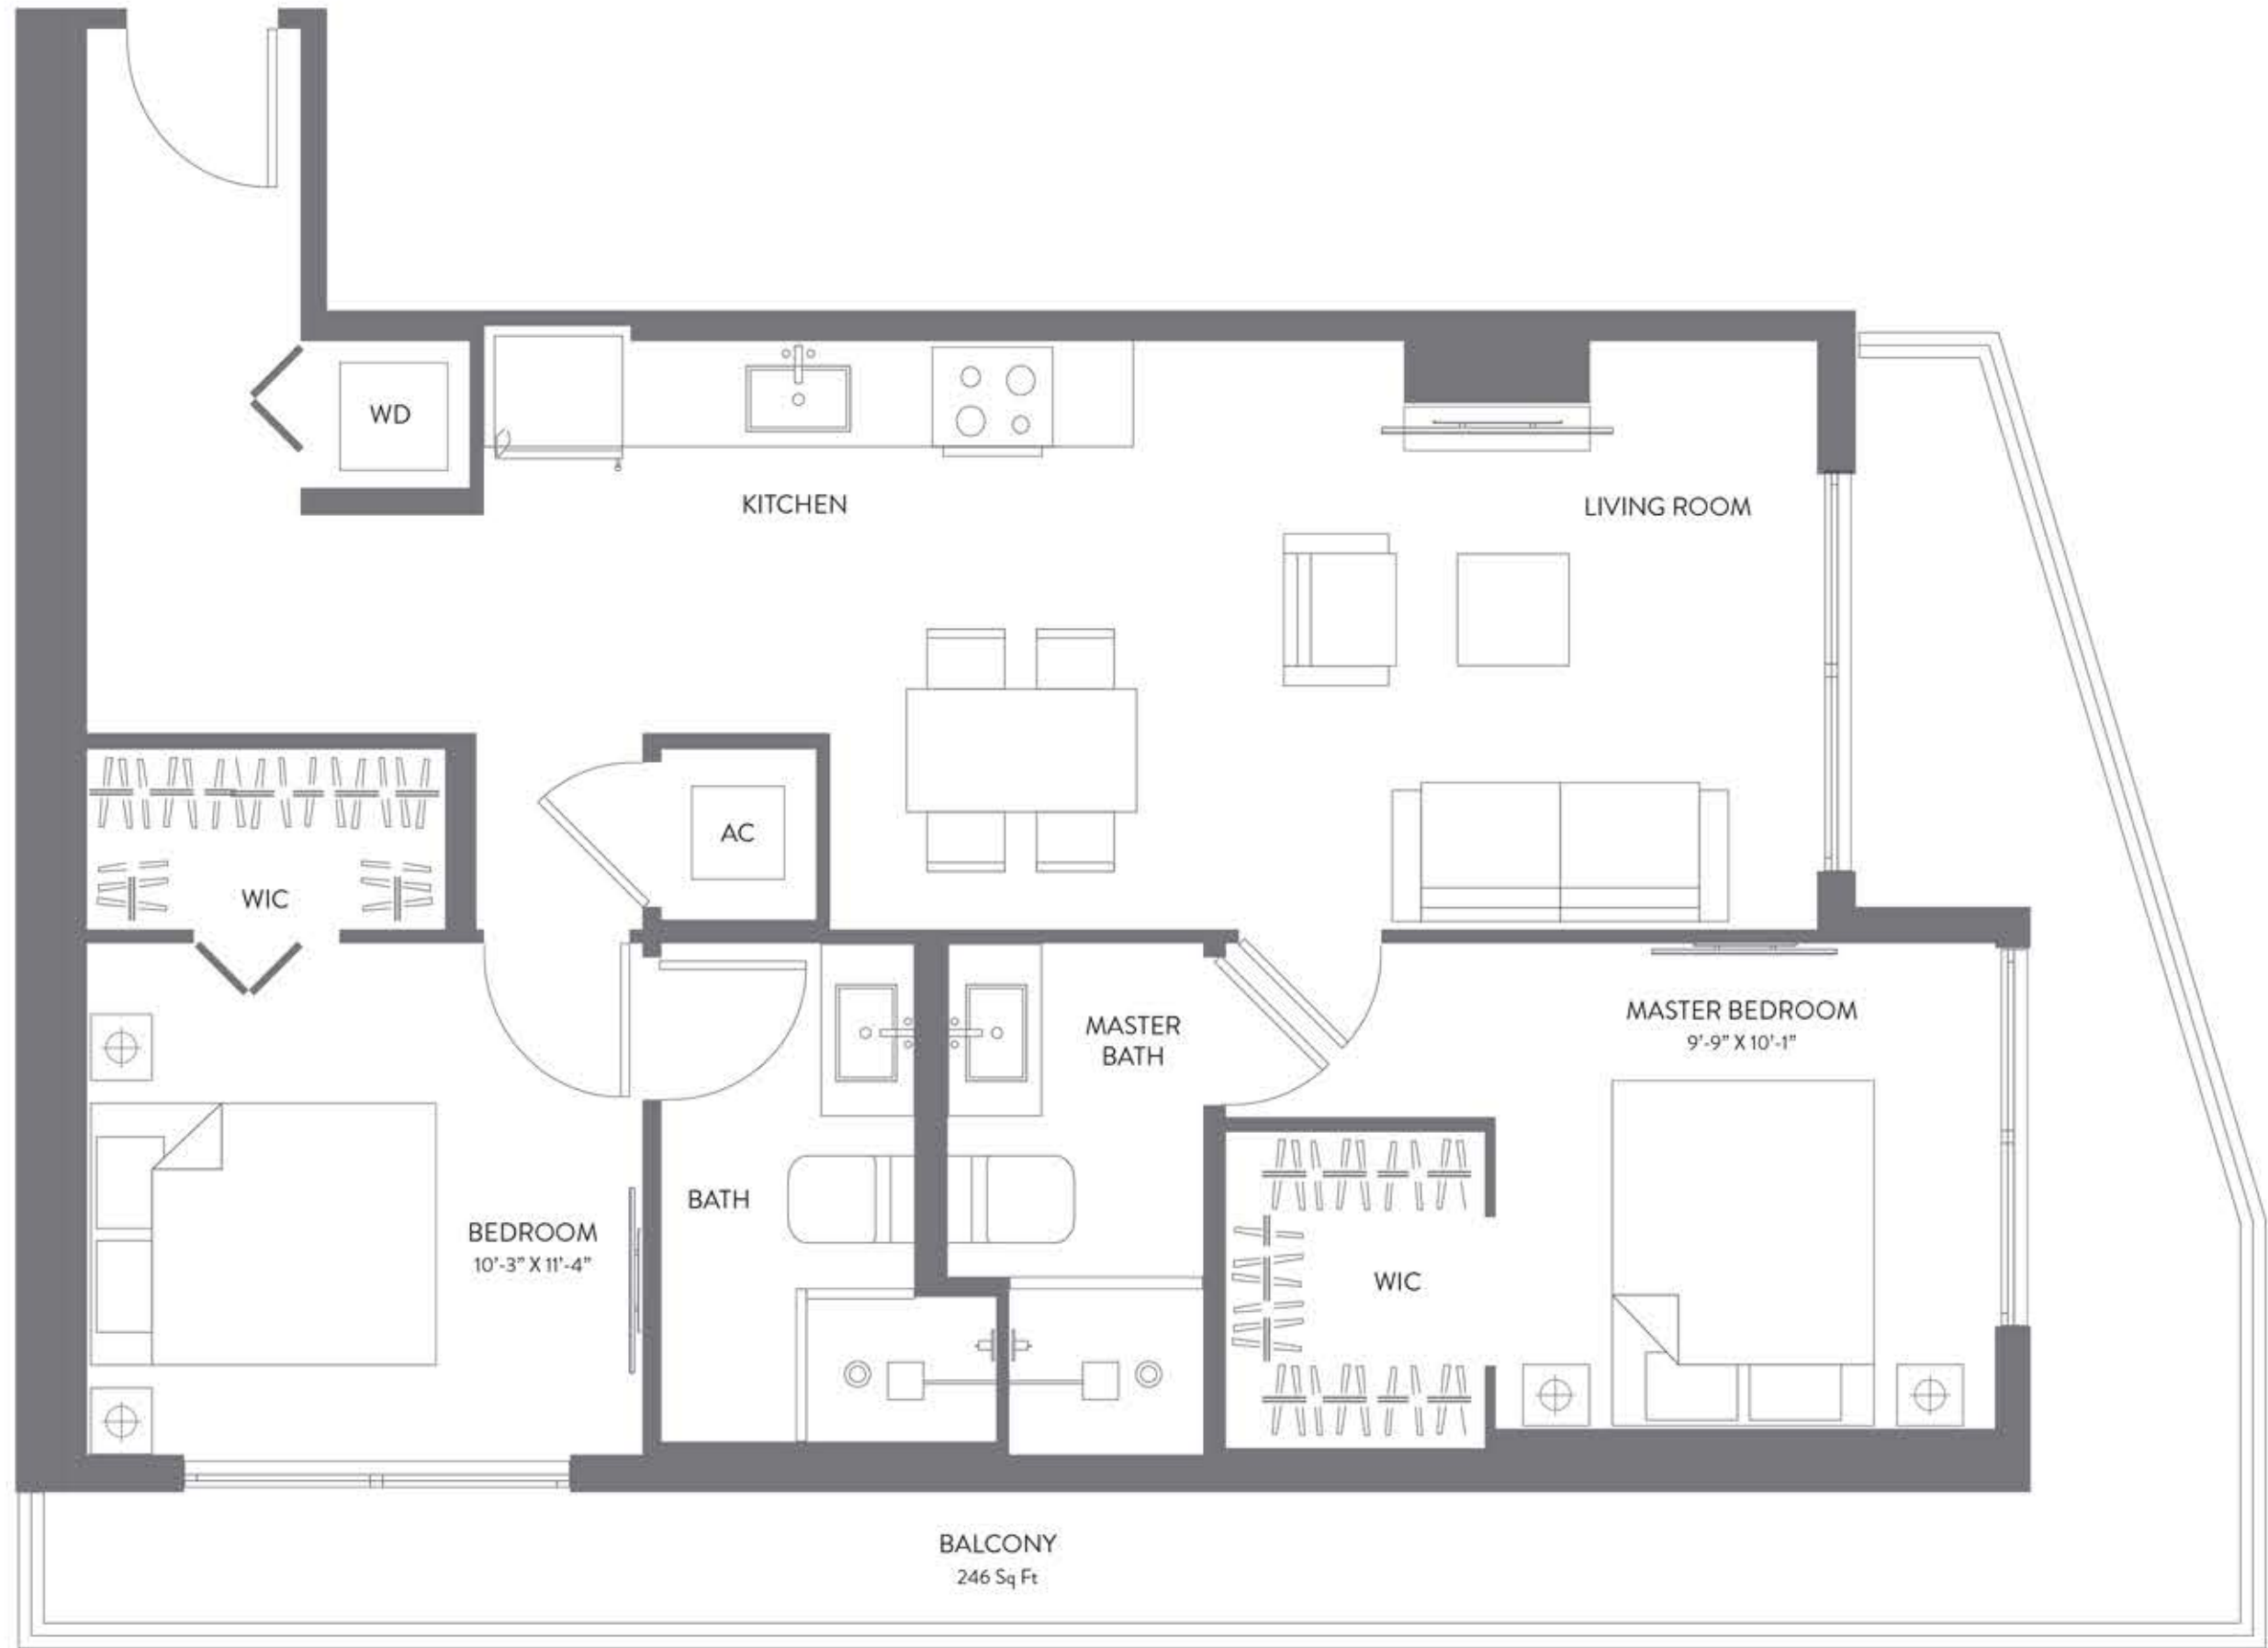 WD
KITCHEN
LIVING ROOM
AC
WIC
MASTER
BATH
MASTER BEDROOM
9'-9” X 10'-1”
BATH
BEDROOM
10'-3” X 11'-4”
WIC
BALCONY
246 Sq Ft